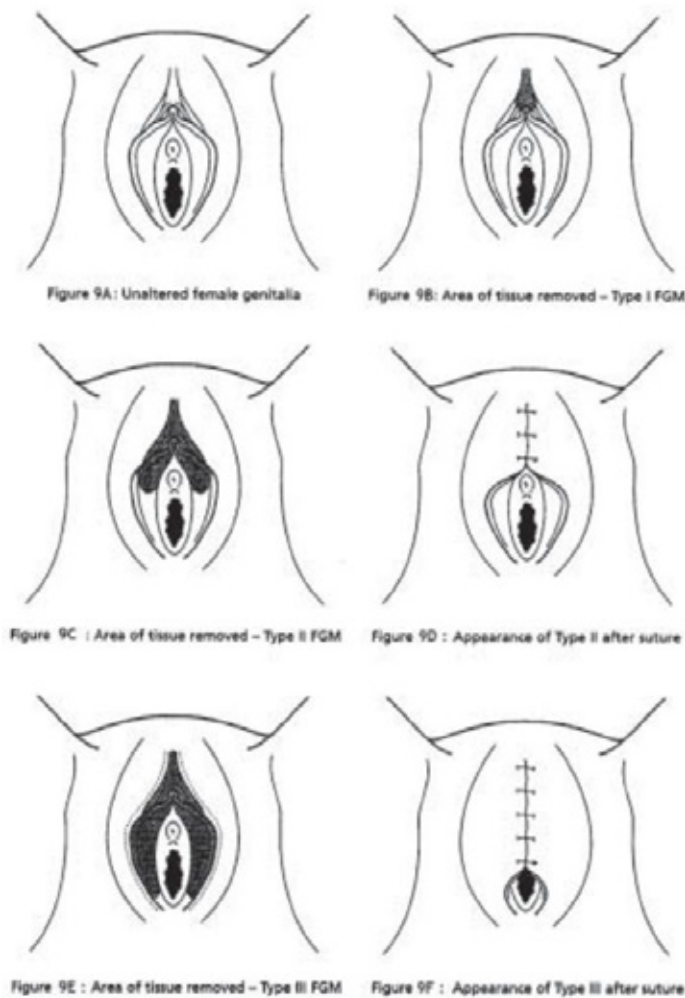 Figure 9A: Unaltered female genitalia
Figure 9B: Area of tissue removed – Type I FGM
Figure 9C : Area of tissue removed – Type II FGM
Figure 9D : Appearance of Type II after suture
Figure 9E : Area of tissue removed – Type III FGM
Figure 9F : Appearance of Type III after suture